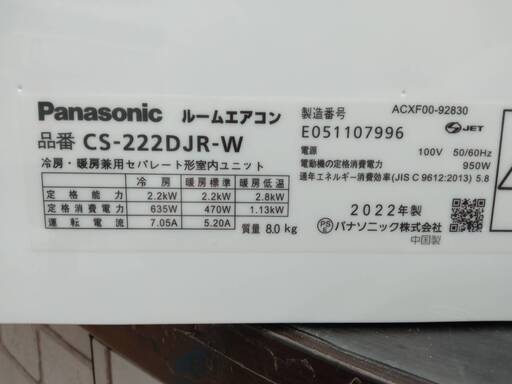 Panasonic ルームエアコン
品番 CS-222DJR-W
冷房・暖房兼用セパレート形室内ユニット
冷房 暖房標準 暖房低温
定格能力 2.2kW 2.2kW 2.8kW
定格消費電力 635W 470W 1.13kW
運転電流 7.05A 5.20A
質量 8.0 kg
製造番号 ACXF00-92830
E051107996
JET
電源 100V 50/60Hz
電動機の定格消費電力 950W
通年エネルギー消費効率(JIS C 9612:2013) 5.8
2022年製
PSE パナソニック株式会社
中国製